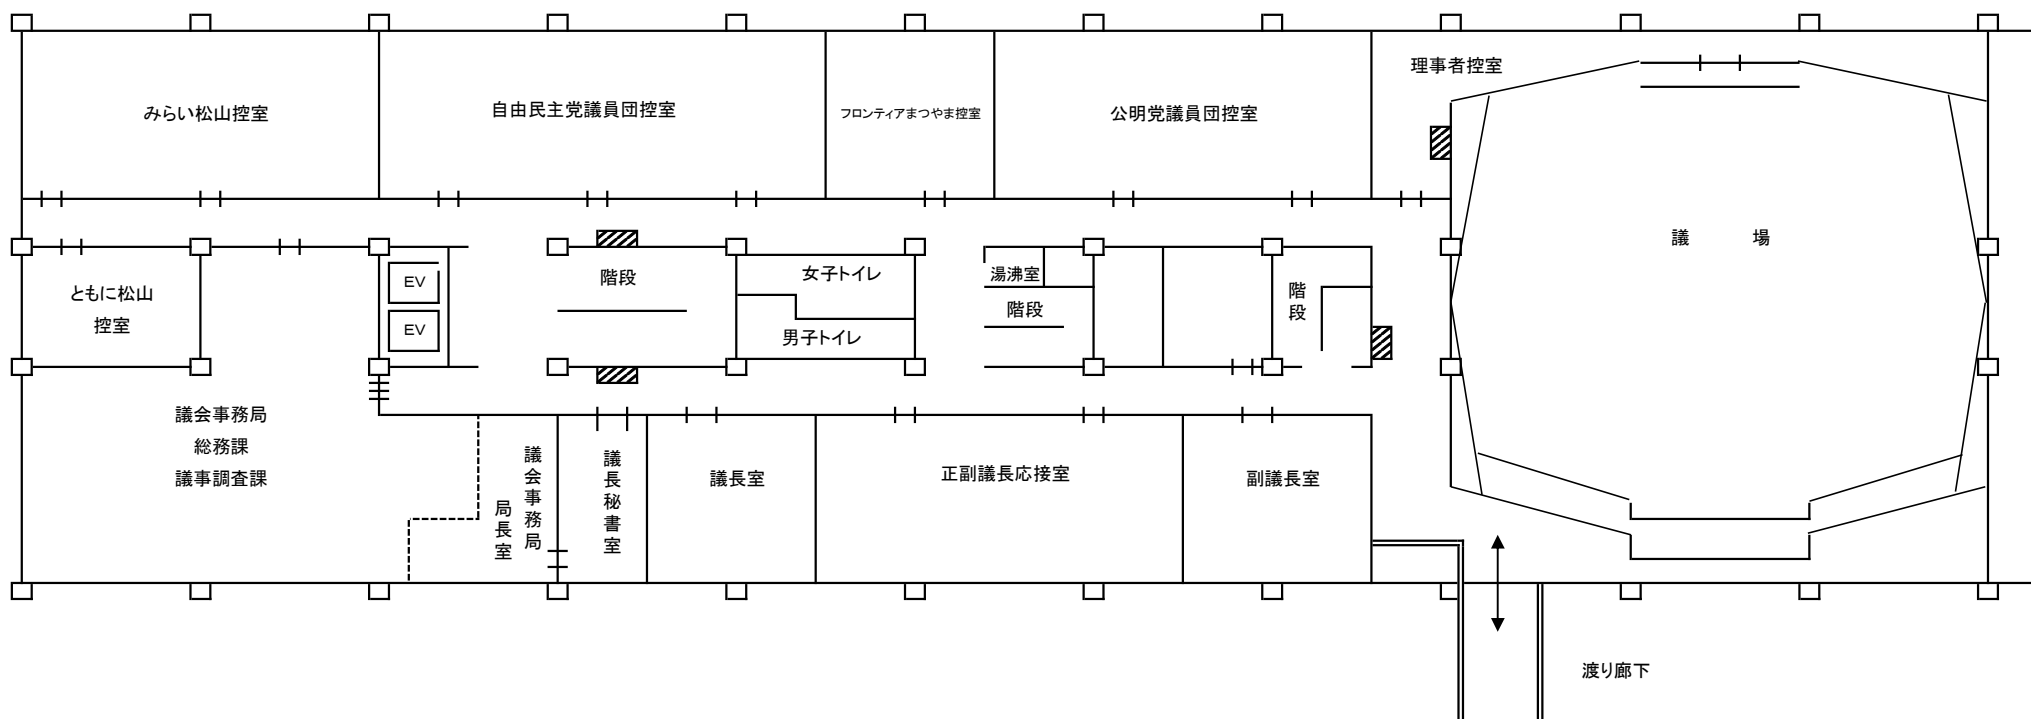 理事者控室
みらい松山控室
自由民主党議員団控室
フロンティアまつやま控室
公明党議員団控室
議 場
ともに松山
控室
EV
EV
階段
女子トイレ
男子トイレ
湯沸室
階段
階段
議会事務局
総務課
議事調査課
議会事務局
局長室
議長秘書室
議長室
正副議長応接室
副議長室
渡り廊下